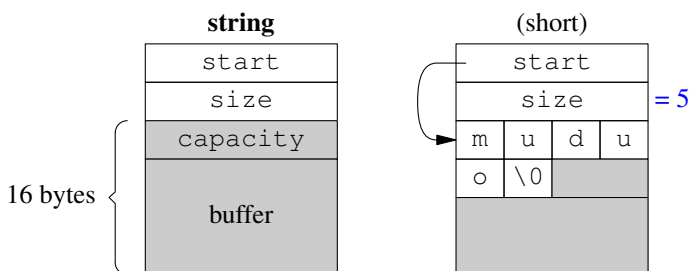 string
start
size
capacity
buffer
16 bytes
(short)
start
size = 5
m u d u
o \0